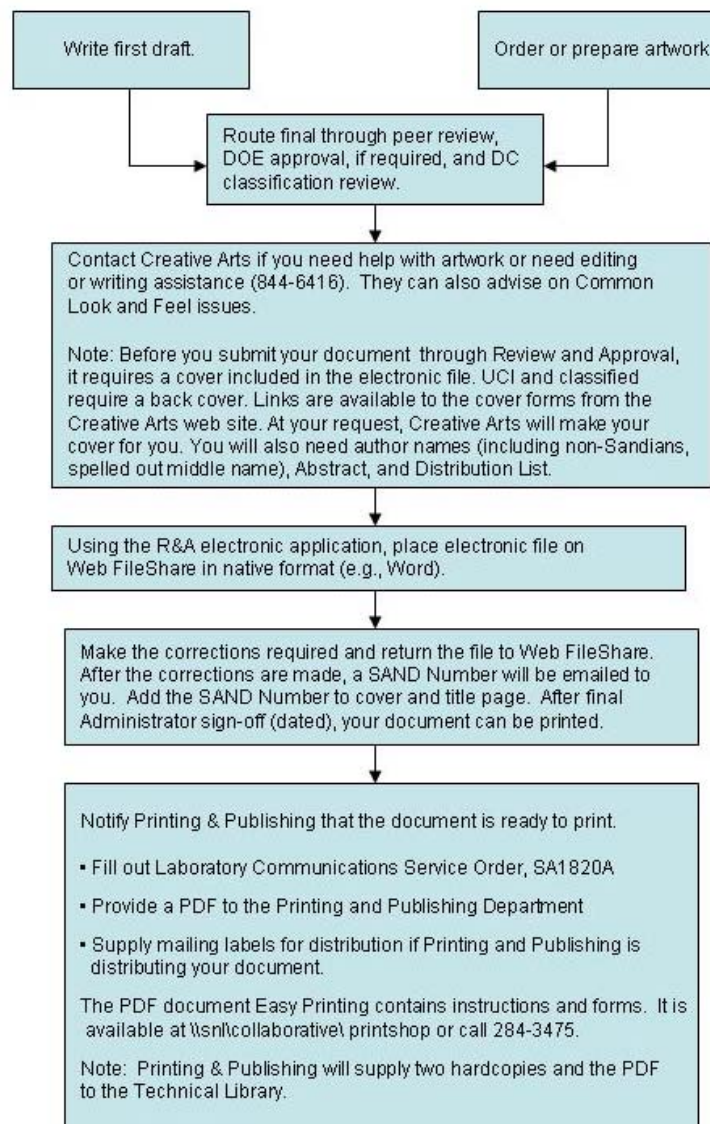 Write first draft.
Order or prepare artwork
Route final through peer review,
DOE approval, if required, and DC
classification review.
Contact Creative Arts if you need help with artwork or need editing
or writing assistance (844-6416).  They can also advise on Common
Look and Feel issues.
Note: Before you submit your document  through Review and Approval,
it requires a cover included in the electronic file. UCI and classified
require a back cover. Links are available to the cover forms from the
Creative Arts web site. At your request, Creative Arts will make your
cover for you. You will also need author names (including non-Sandians,
spelled out middle name), Abstract, and Distribution List.
Using the R&A electronic application, place electronic file on
Web FileShare in native format (e.g., Word).
Make the corrections required and return the file to Web FileShare.
After the corrections are made, a SAND Number will be emailed to
you.  Add the SAND Number to cover and title page.  After final
Administrator sign-off (dated), your document can be printed.
Notify Printing & Publishing that the document is ready to print.
▪ Fill out Laboratory Communications Service Order, SA1820A
▪ Provide a PDF to the Printing and Publishing Department
▪ Supply mailing labels for distribution if Printing and Publishing is
distributing your document.
The PDF document Easy Printing contains instructions and forms.  It is
available at \\snl\collaborative\ printshop or call 284-3475.
Note:  Printing & Publishing will supply two hardcopies and the PDF
to the Technical Library.